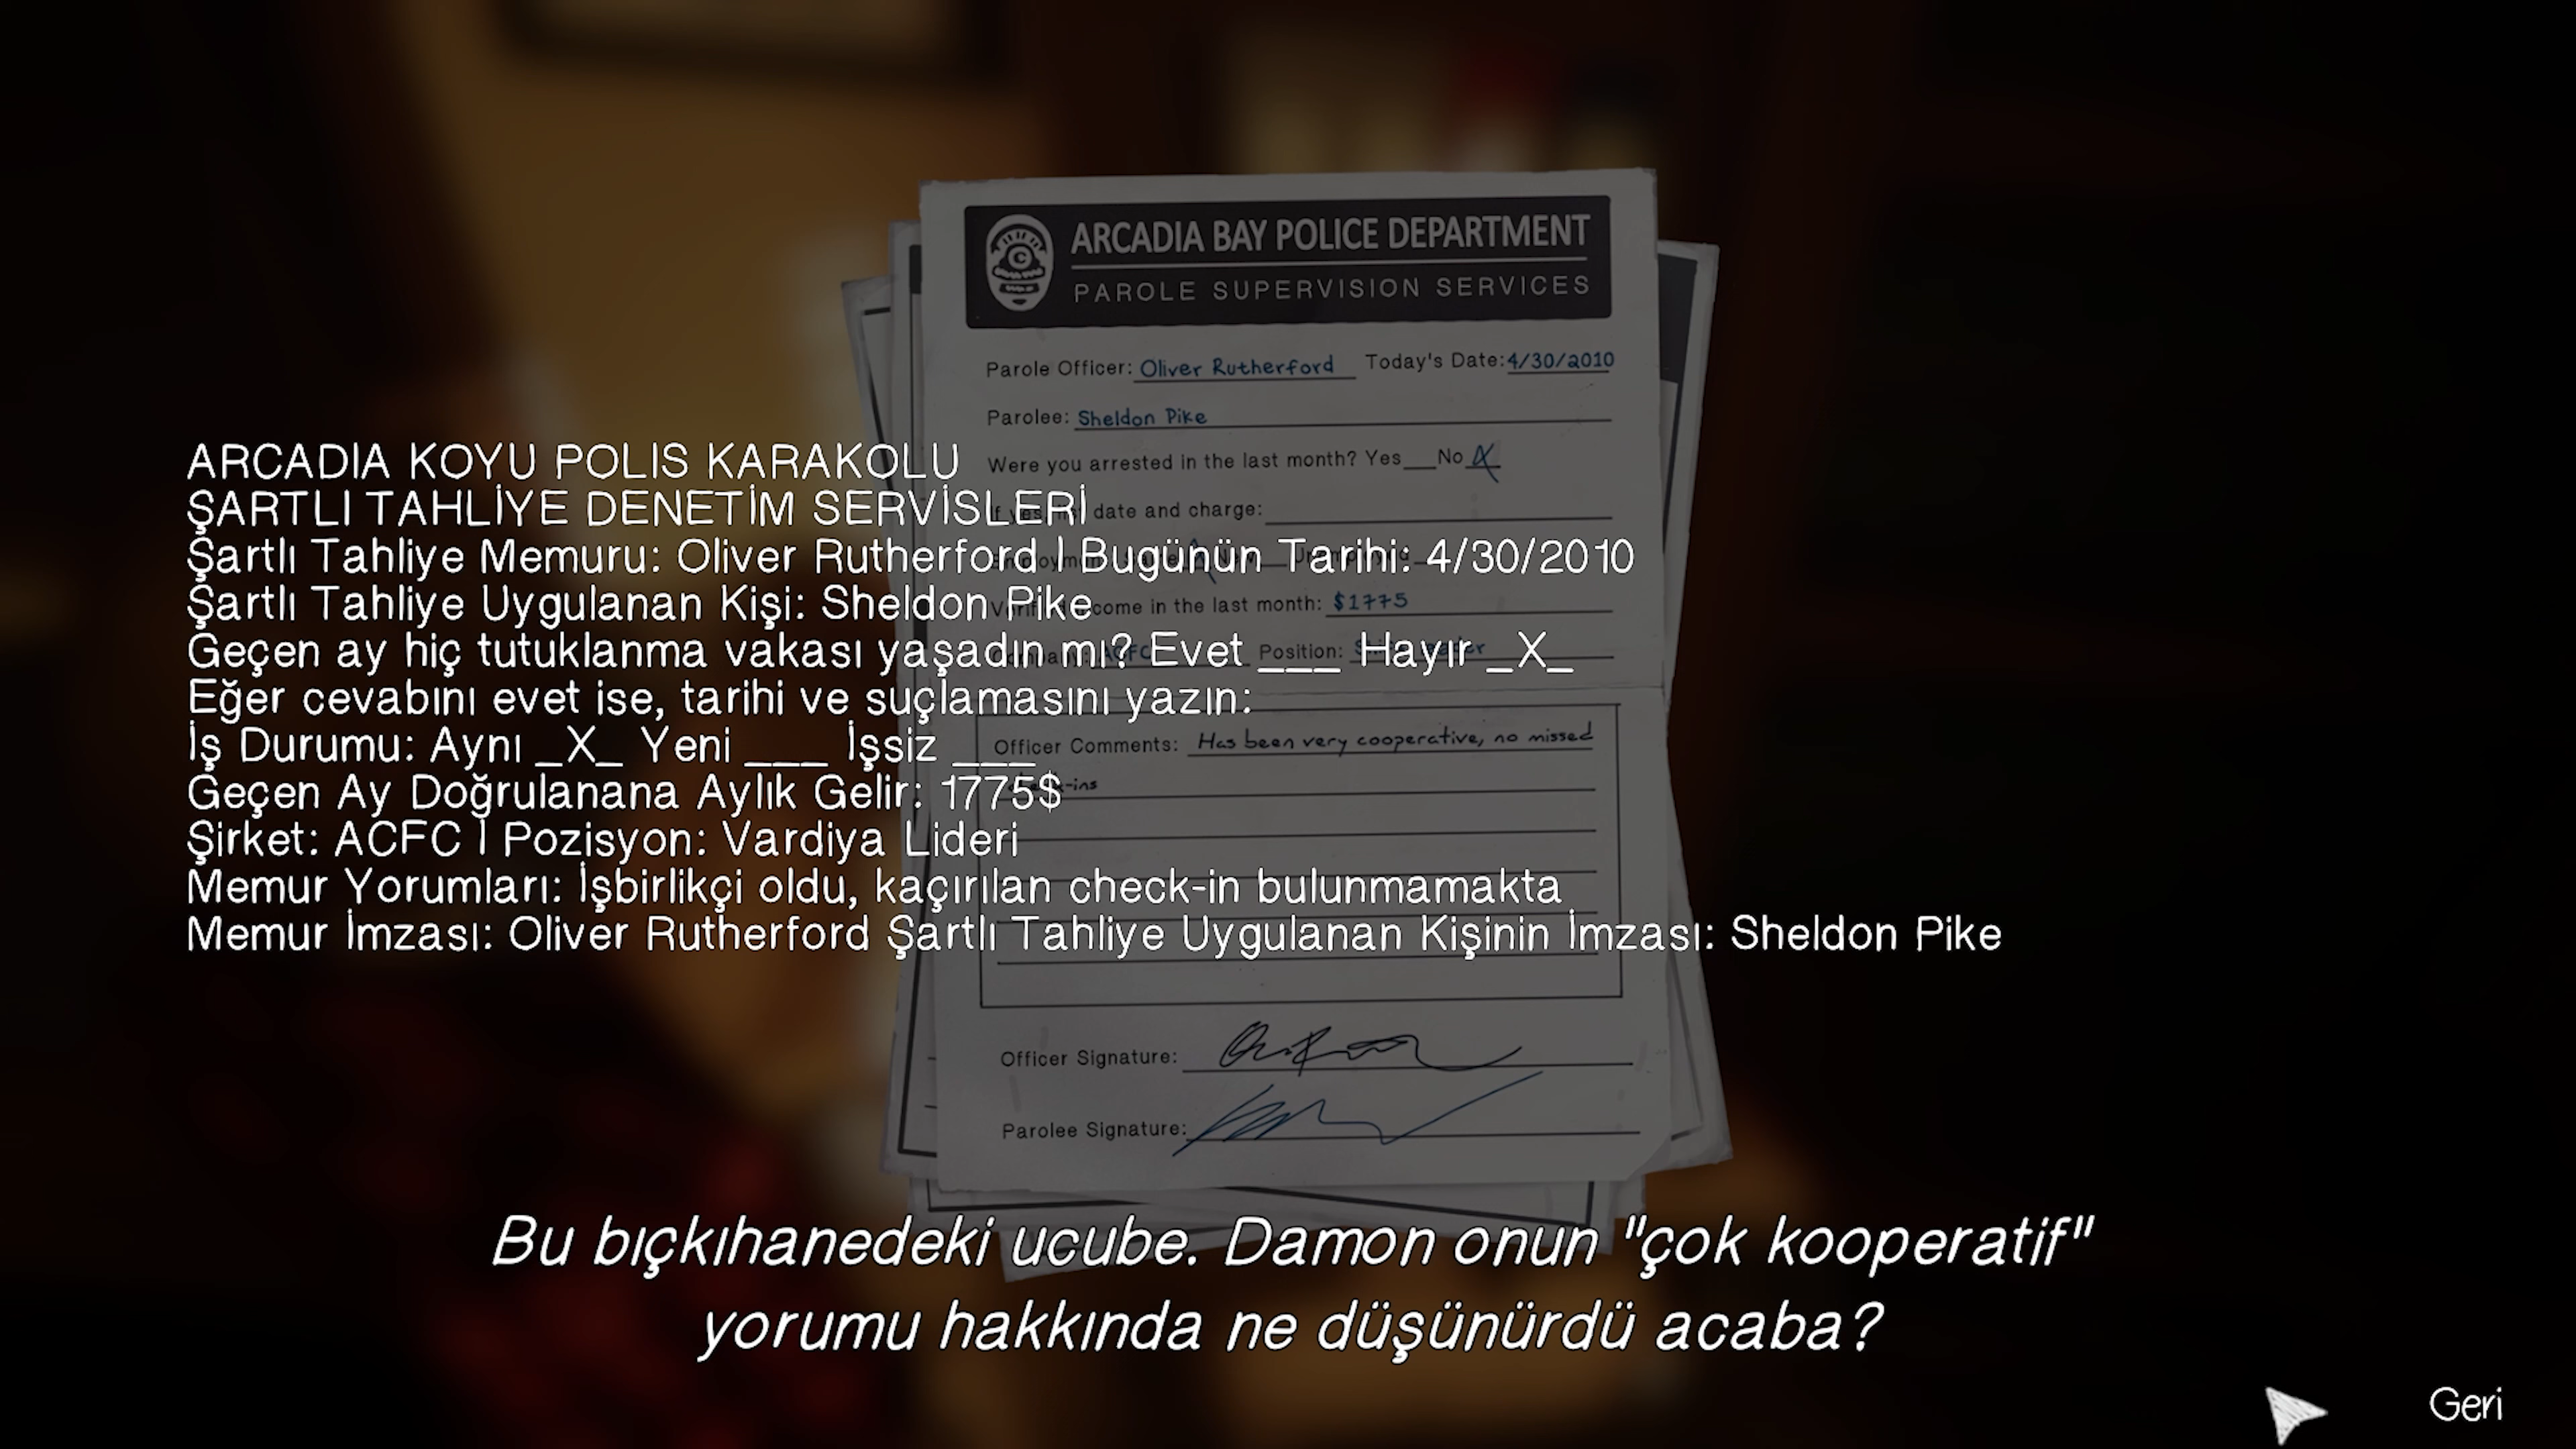 ARCADIA BAY POLICE DEPARTMENT
PAROLE SUPERVISION SERVICES
Parole Officer: Oliver Rutherford Today's Date: 4/30/2010
Parolee: Sheldon Pike
Were you arrested in the last month? Yes___No X
date and charge:
come in the last month: $1775
Position:
Officer Comments: Has been very cooperative, no missed
-ins
Officer Signature:
Parolee Signature:
ARCADIA KOYU POLIS KARAKOLU
ŞARTLI TAHLİYE DENETİM SERVİSLERİ
Şartlı Tahliye Memuru: Oliver Rutherford | Bugünün Tarihi: 4/30/2010
Şartlı Tahliye Uygulanan Kişi: Sheldon Pike
Geçen ay hiç tutuklanma vakası yaşadın mı? Evet ___ Hayır _X_
Eğer cevabını evet ise, tarihi ve suçlamasını yazın:
İş Durumu: Aynı _X_ Yeni ___ İşsiz ___
Geçen Ay Doğrulanana Aylık Gelir: 1775$
Şirket: ACFC | Pozisyon: Vardiya Lideri
Memur Yorumları: İşbirlikçi oldu, kaçırılan check-in bulunmamakta
Memur İmzası: Oliver Rutherford Şartlı Tahliye Uygulanan Kişinin İmzası: Sheldon Pike
Bu bıçkıhanedeki ucube. Damon onun "çok kooperatif"
yorumu hakkında ne düşünürdü acaba?
Geri